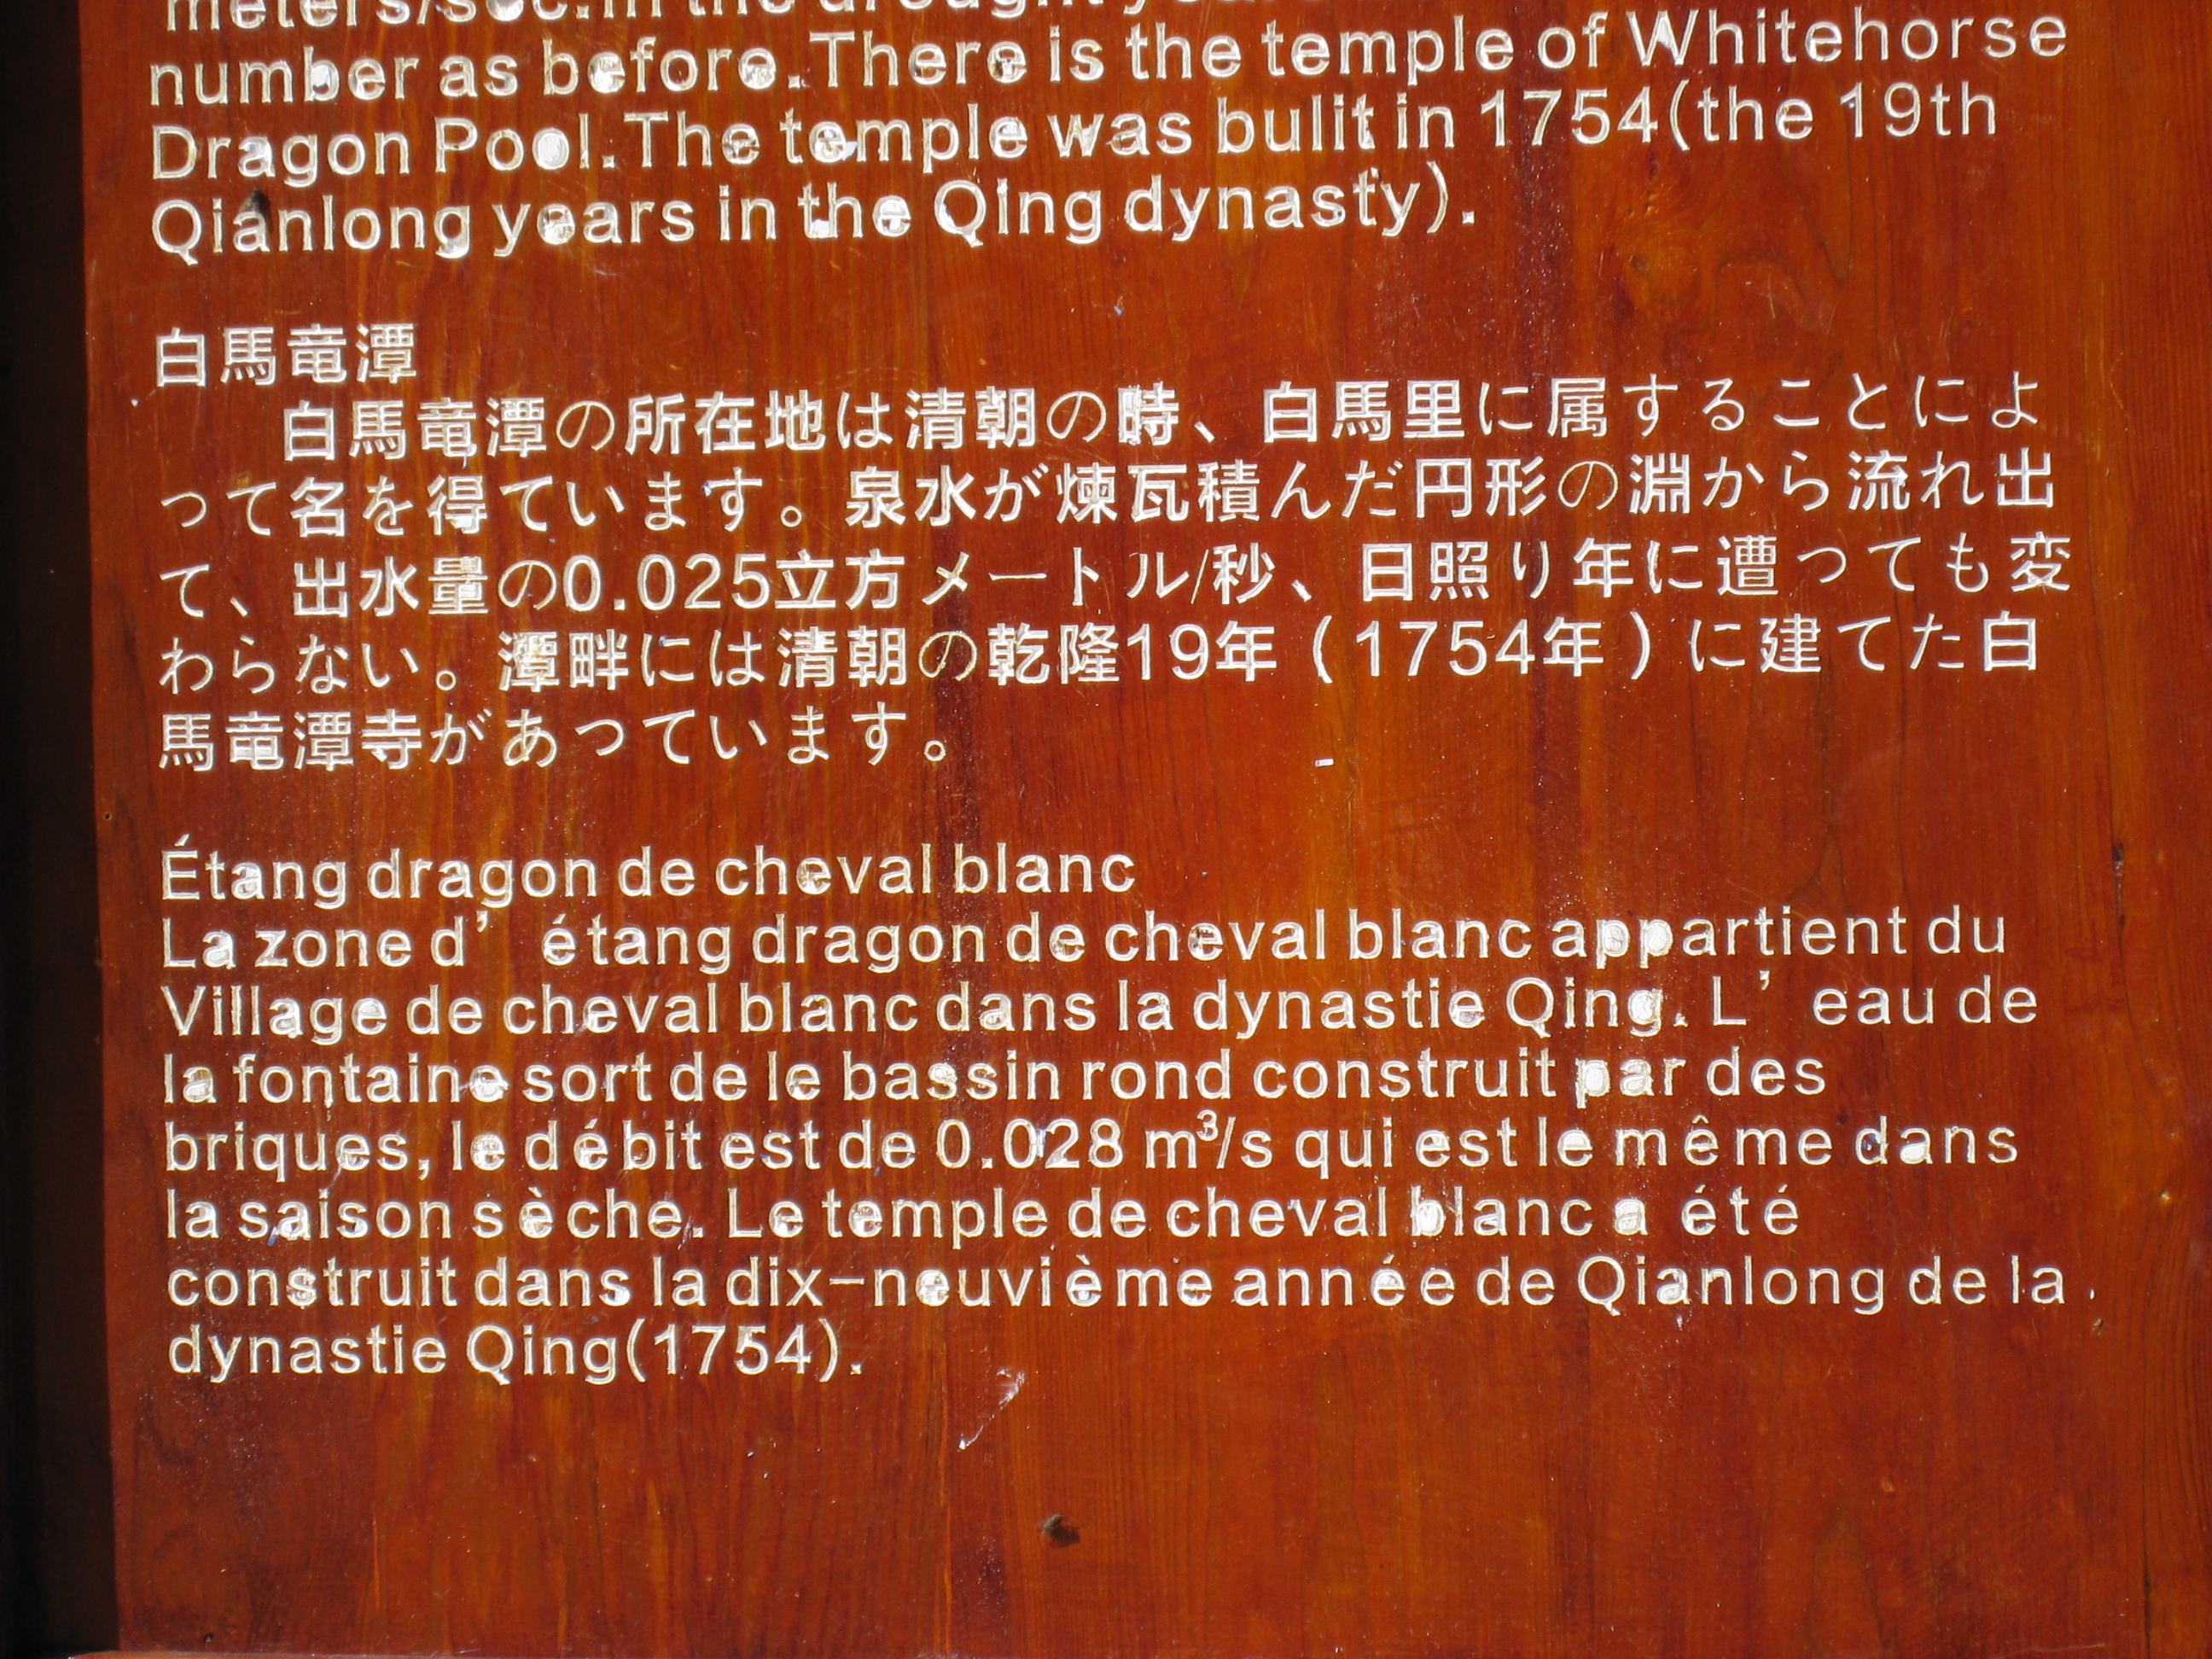 meters/sec.In the drought year
number as before.There is the temple of Whitehorse
Dragon Pool.The temple was bulit in 1754(the 19th
Qianlong years in the Qing dynasty).
白馬竜潭
白馬竜潭の所在地は清朝の時、白馬里に属することによ
って名を得ています。泉水が煉瓦積んだ円形の淵から流れ出
て、出水量の0.025立方メートル/秒、日照り年に遭っても変
わらない。潭畔には清朝の乾隆19年(1754年)に建てた白
馬竜潭寺があっています。
Étang dragon de cheval blanc
La zone d’ étang dragon de cheval blanc appartient du
Village de cheval blanc dans la dynastie Qing. L’ eau de
la fontaine sort de le bassin rond construit par des
briques, le débit est de 0.028 m³/s qui est le même dans
la saison sèche. Le temple de cheval blanc a été
construit dans la dix-neuvième année de Qianlong de la
dynastie Qing(1754).